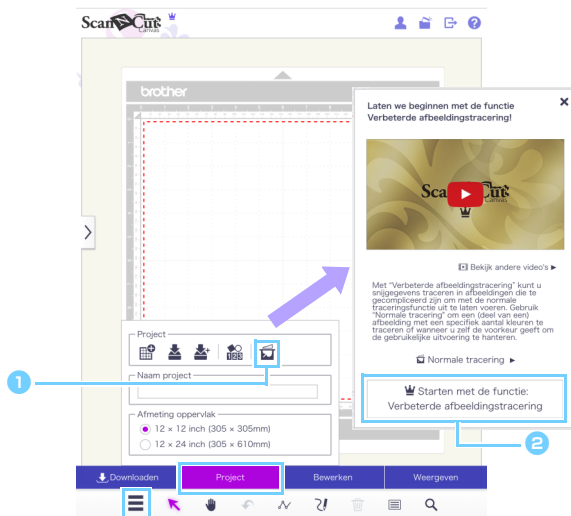 ScanNCut
Canvas
brother
Laten we beginnen met de functie
Verbeterde afbeeldingstracering!
ScanNCut
Canvas
Bekijk andere video's ►
Met "Verbeterde afbeeldingstracering" kunt u
snijgegevens traceren in afbeeldingen die te
gecompliceerd zijn om met de normale
traceringsfunctie uit te laten voeren. Gebruik
"Normale tracering" om een (deel van een)
afbeelding met een specifiek aantal kleuren te
traceren of wanneer u zelf de voorkeur geeft om
de gebruikelijke uitvoering te hanteren.
Normale tracering ►
Starten met de functie:
Verbeterde afbeeldingstracering
Project
123
1
Naam project
Afmeting oppervlak
12 × 12 inch (305 × 305mm)
12 × 24 inch (305 × 610mm)
2
Downloaden Project Bewerken Weergeven